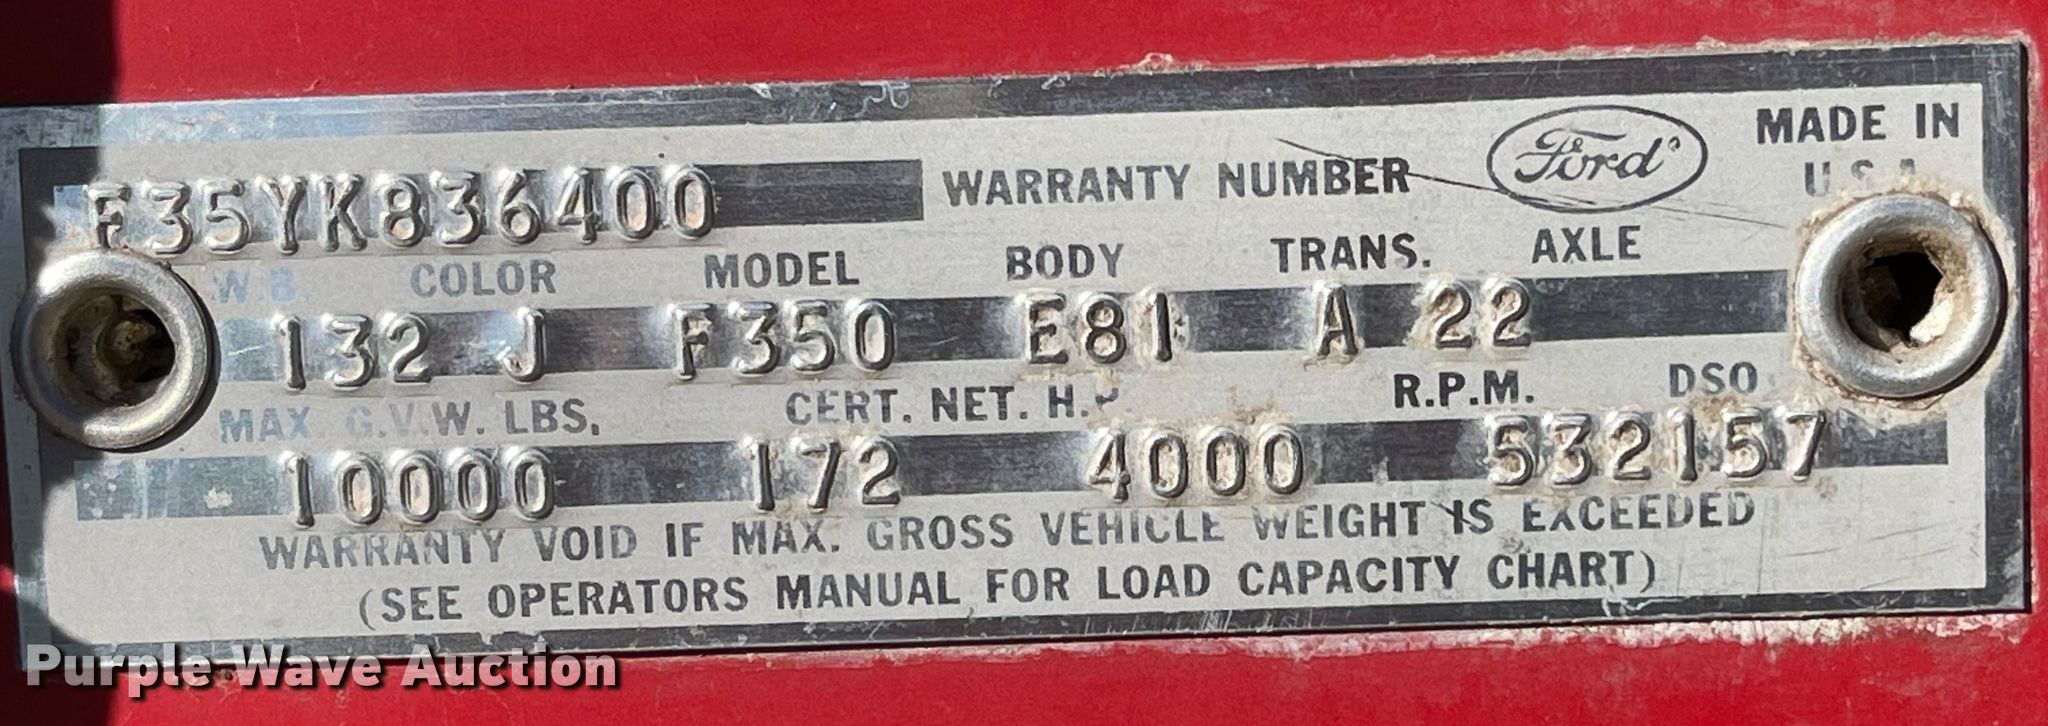 F35YK836400 WARRANTY NUMBER Ford MADE IN U.S.A.
W.B. COLOR MODEL BODY TRANS. AXLE
132 J F350 E81 A 22
MAX. G.V.W. LBS. CERT. NET. H.P. R.P.M. DSO
10000 172 4000 532157
WARRANTY VOID IF MAX. GROSS VEHICLE WEIGHT IS EXCEEDED
(SEE OPERATORS MANUAL FOR LOAD CAPACITY CHART)
Purple Wave Auction